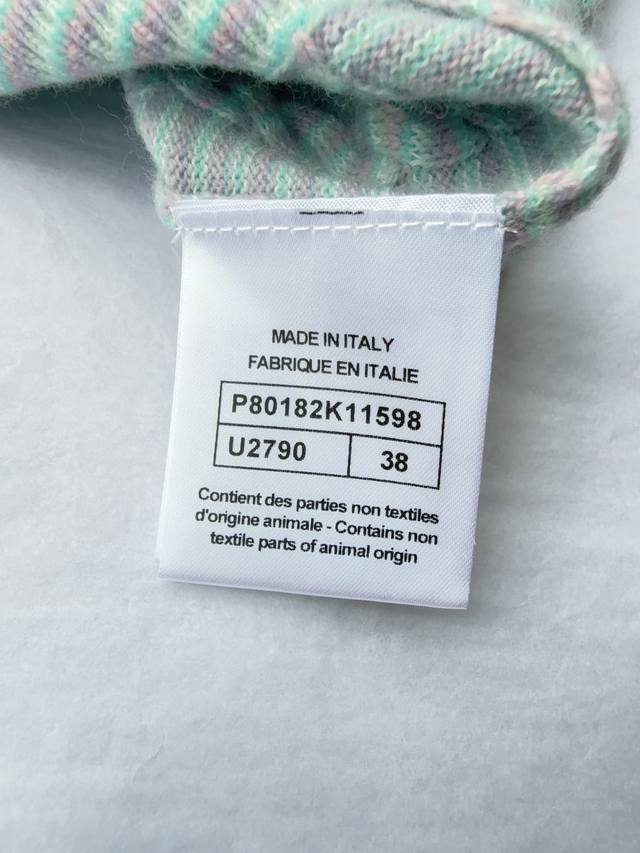 MADE IN ITALY
FABRIQUE EN ITALIE
P80182K11598
U2790 38
Contient des parties non textiles
d'origine animale - Contains non
textile parts of animal origin